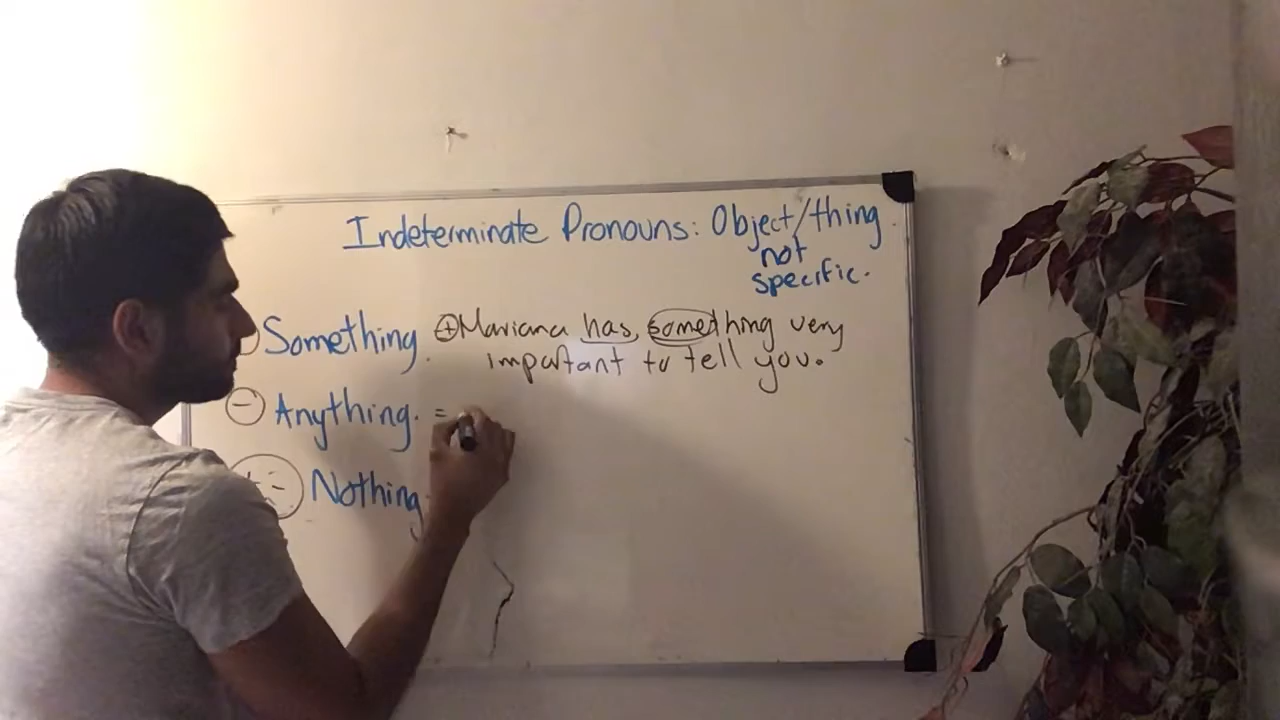 Indeterminate Pronouns: Object/thing
not
specific.
Something. ⊕Mariana has something very
important to tell you.
⊖ Anything. =
Nothing